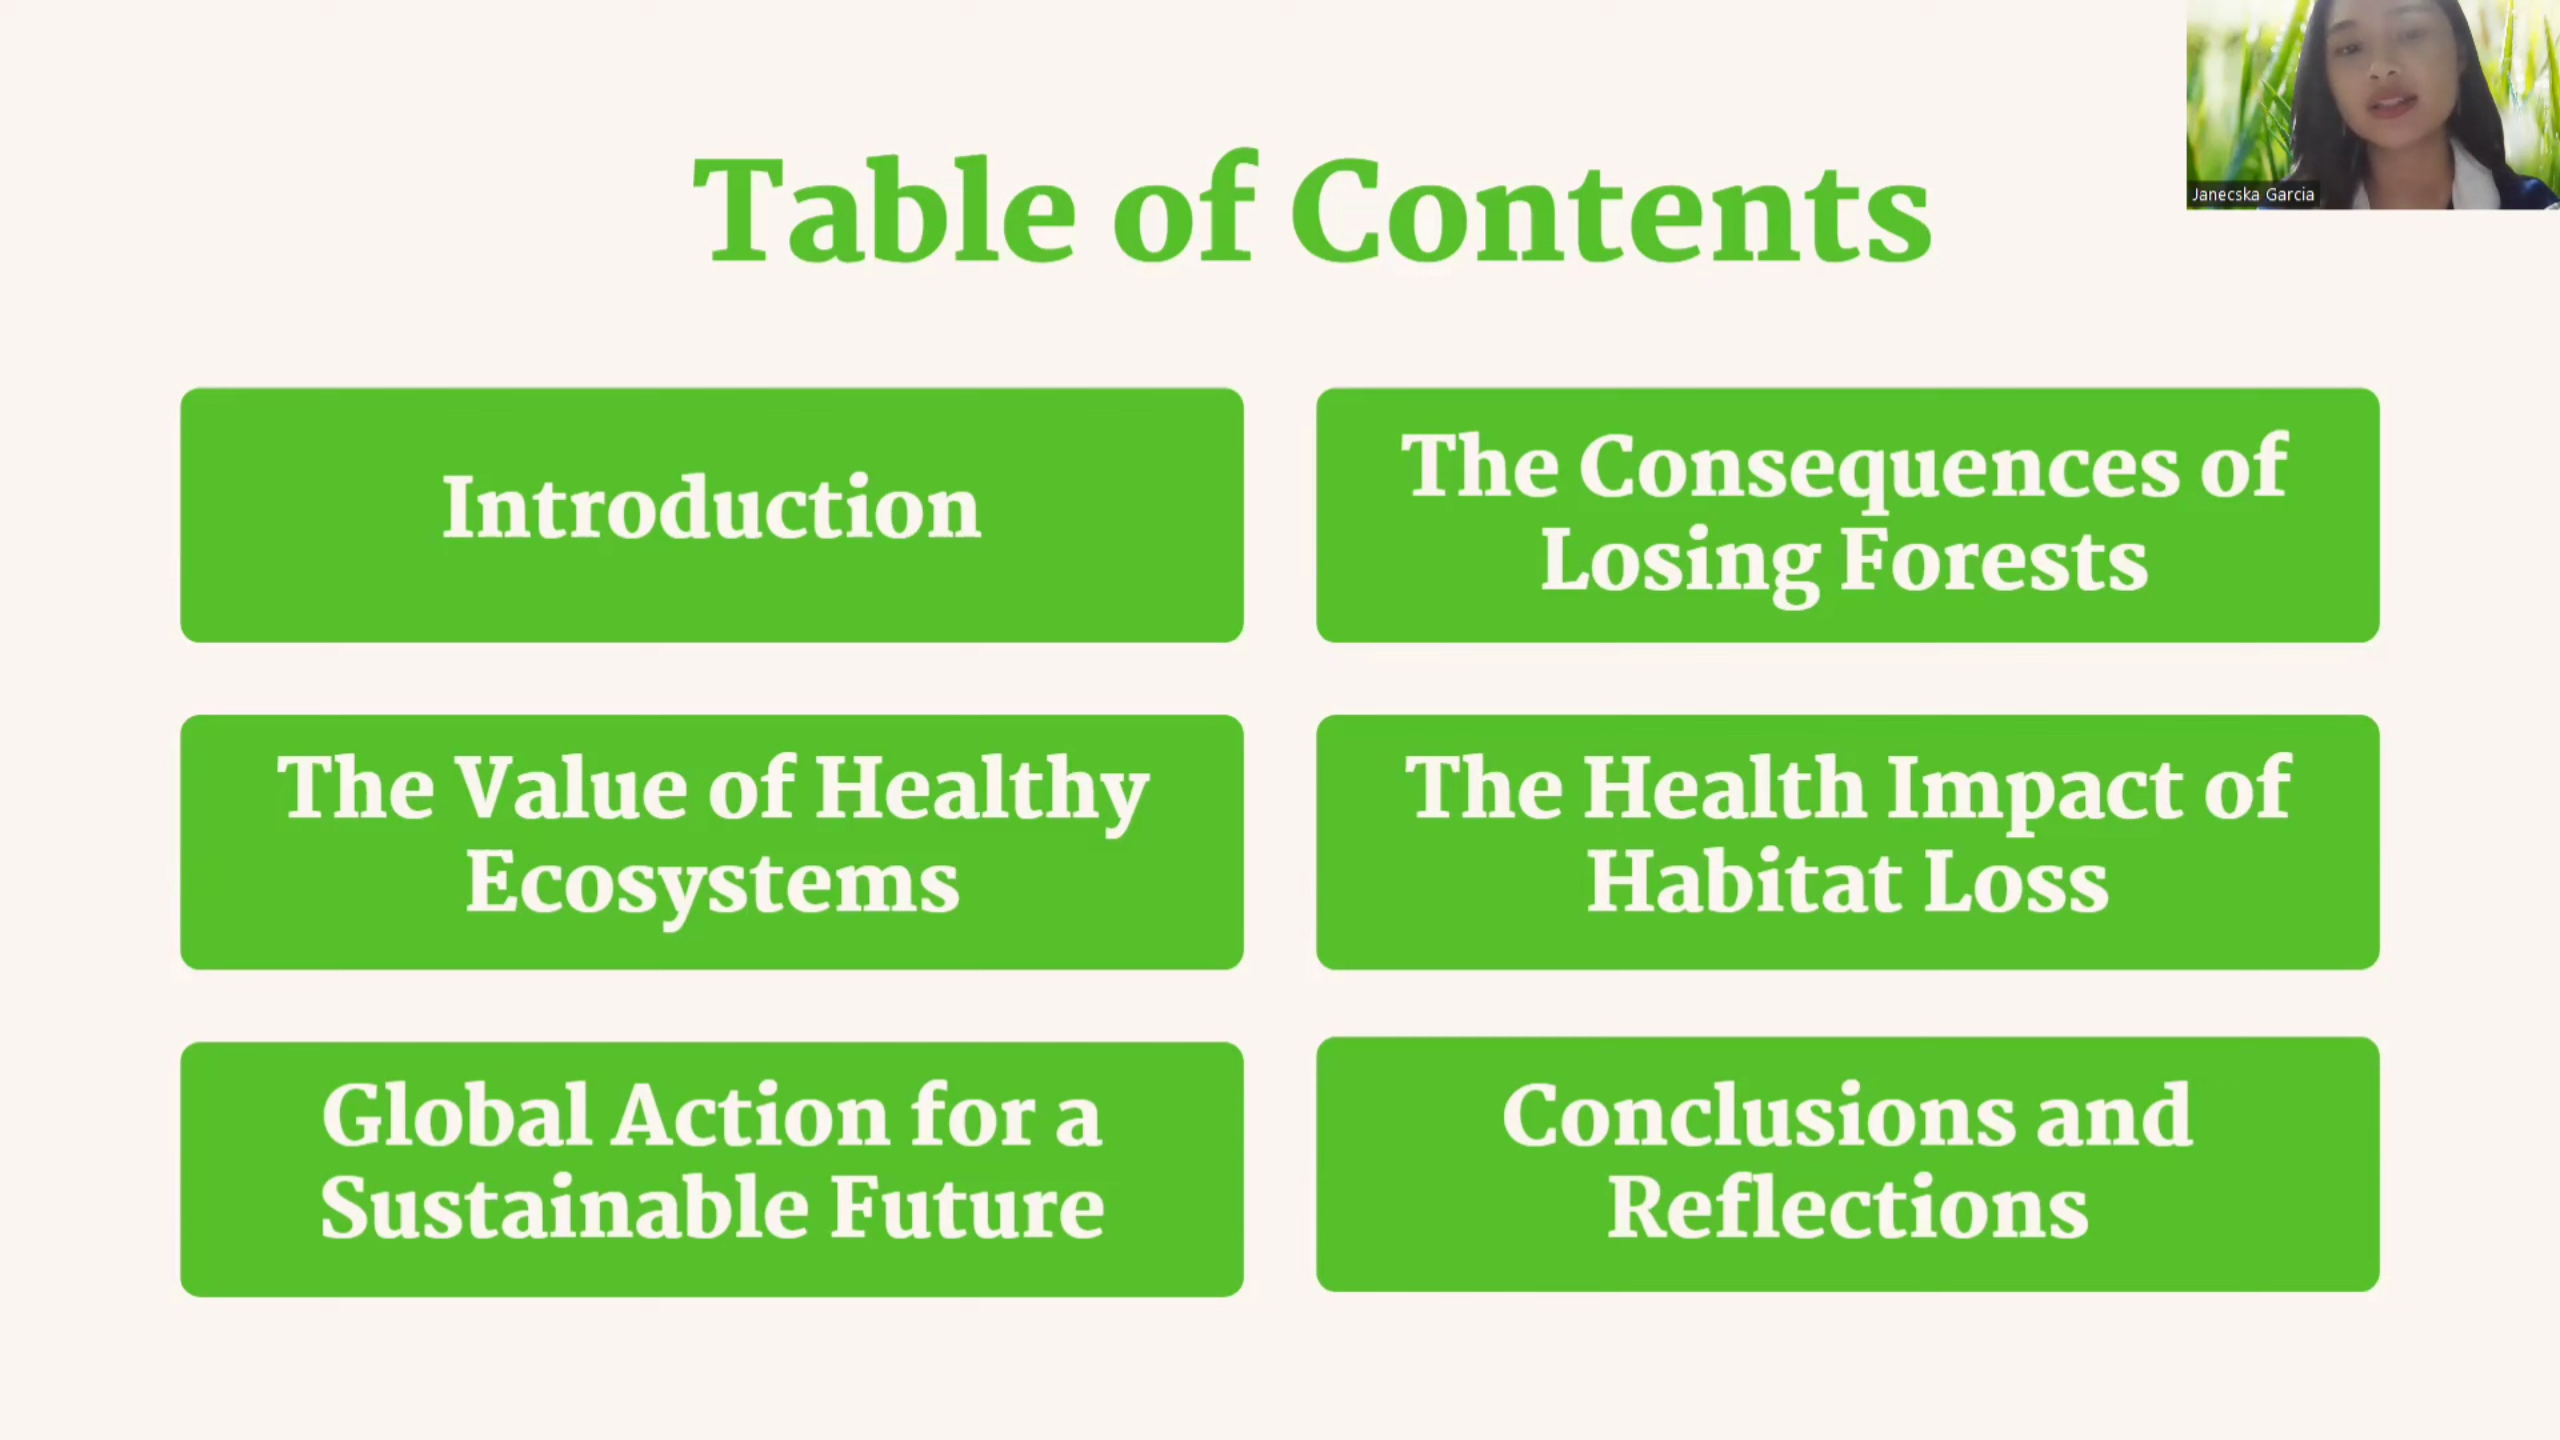 Table of Contents
Janecska Garcia
Introduction
The Consequences of
Losing Forests
The Value of Healthy
Ecosystems
The Health Impact of
Habitat Loss
Global Action for a
Sustainable Future
Conclusions and
Reflections